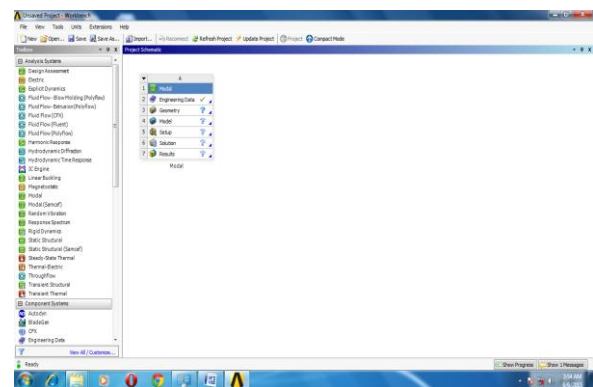 Unsaved Project - Workbench
File View Tools Units Extensions Help
New Open... Save Save As... Import... Reconnect Refresh Project Update Project Project Compact Mode
Toolbox
Project Schematic
Analysis Systems
Design Assessment
Electric
Explicit Dynamics
Fluid Flow - Blow Molding (Polyflow)
Fluid Flow - Extrusion (Polyflow)
Fluid Flow (CFX)
Fluid Flow (Fluent)
Fluid Flow (Polyflow)
Harmonic Response
Hydrodynamic Diffraction
Hydrodynamic Time Response
IC Engine
Linear Buckling
Magnetostatic
Modal
Modal (Samcef)
Random Vibration
Response Spectrum
Rigid Dynamics
Static Structural
Static Structural (Samcef)
Steady-State Thermal
Thermal-Electric
Throughflow
Transient Structural
Transient Thermal
Component Systems
Autodyn
BladeGen
CFX
Engineering Data
View All / Customize...
A
1 Modal
2 Engineering Data
3 Geometry
4 Model
5 Setup
6 Solution
7 Results
Modal
Ready
Show Progress Show 1 Messages
3:54 AM
6/6/2015